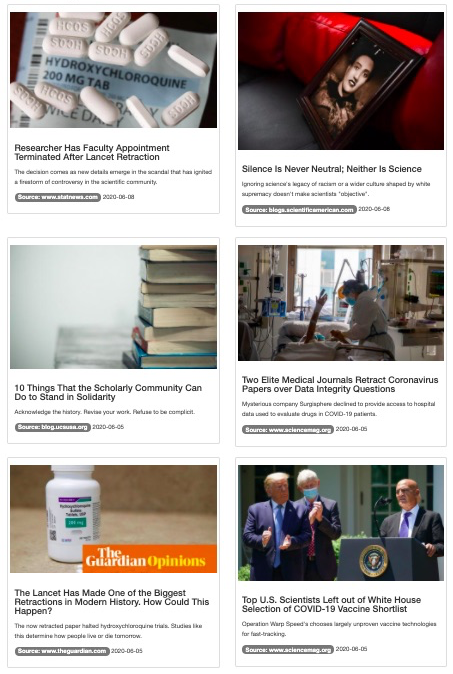 HYDROXYCHLOROQUINE
200 MG TAB
TWICE DAILY
Researcher Has Faculty Appointment
Terminated After Lancet Retraction
The decision comes as new details emerge in the scandal that has ignited
a firestorm of controversy in the scientific community.
Source: www.statnews.com 2020-06-08
Silence Is Never Neutral; Neither Is Science
Ignoring science's legacy of racism or a wider culture shaped by white
supremacy doesn't make scientists "objective".
Source: blogs.scientificamerican.com 2020-06-08
10 Things That the Scholarly Community Can
Do to Stand in Solidarity
Acknowledge the history. Revise your work. Refuse to be complicit.
Source: blog.ucsusa.org 2020-06-05
Two Elite Medical Journals Retract Coronavirus
Papers over Data Integrity Questions
Mysterious company Surgisphere declined to provide access to hospital
data used to evaluate drugs in COVID-19 patients.
Source: www.sciencemag.org 2020-06-05
The
Guardian Opinions
The Lancet Has Made One of the Biggest
Retractions in Modern History. How Could This
Happen?
The now retracted paper halted hydroxychloroquine trials. Studies like
this determine how people live or die tomorrow.
Source: www.theguardian.com 2020-06-05
Top U.S. Scientists Left out of White House
Selection of COVID-19 Vaccine Shortlist
Operation Warp Speed's chooses largely unproven vaccine technologies
for fast-tracking.
Source: www.sciencemag.org 2020-06-05